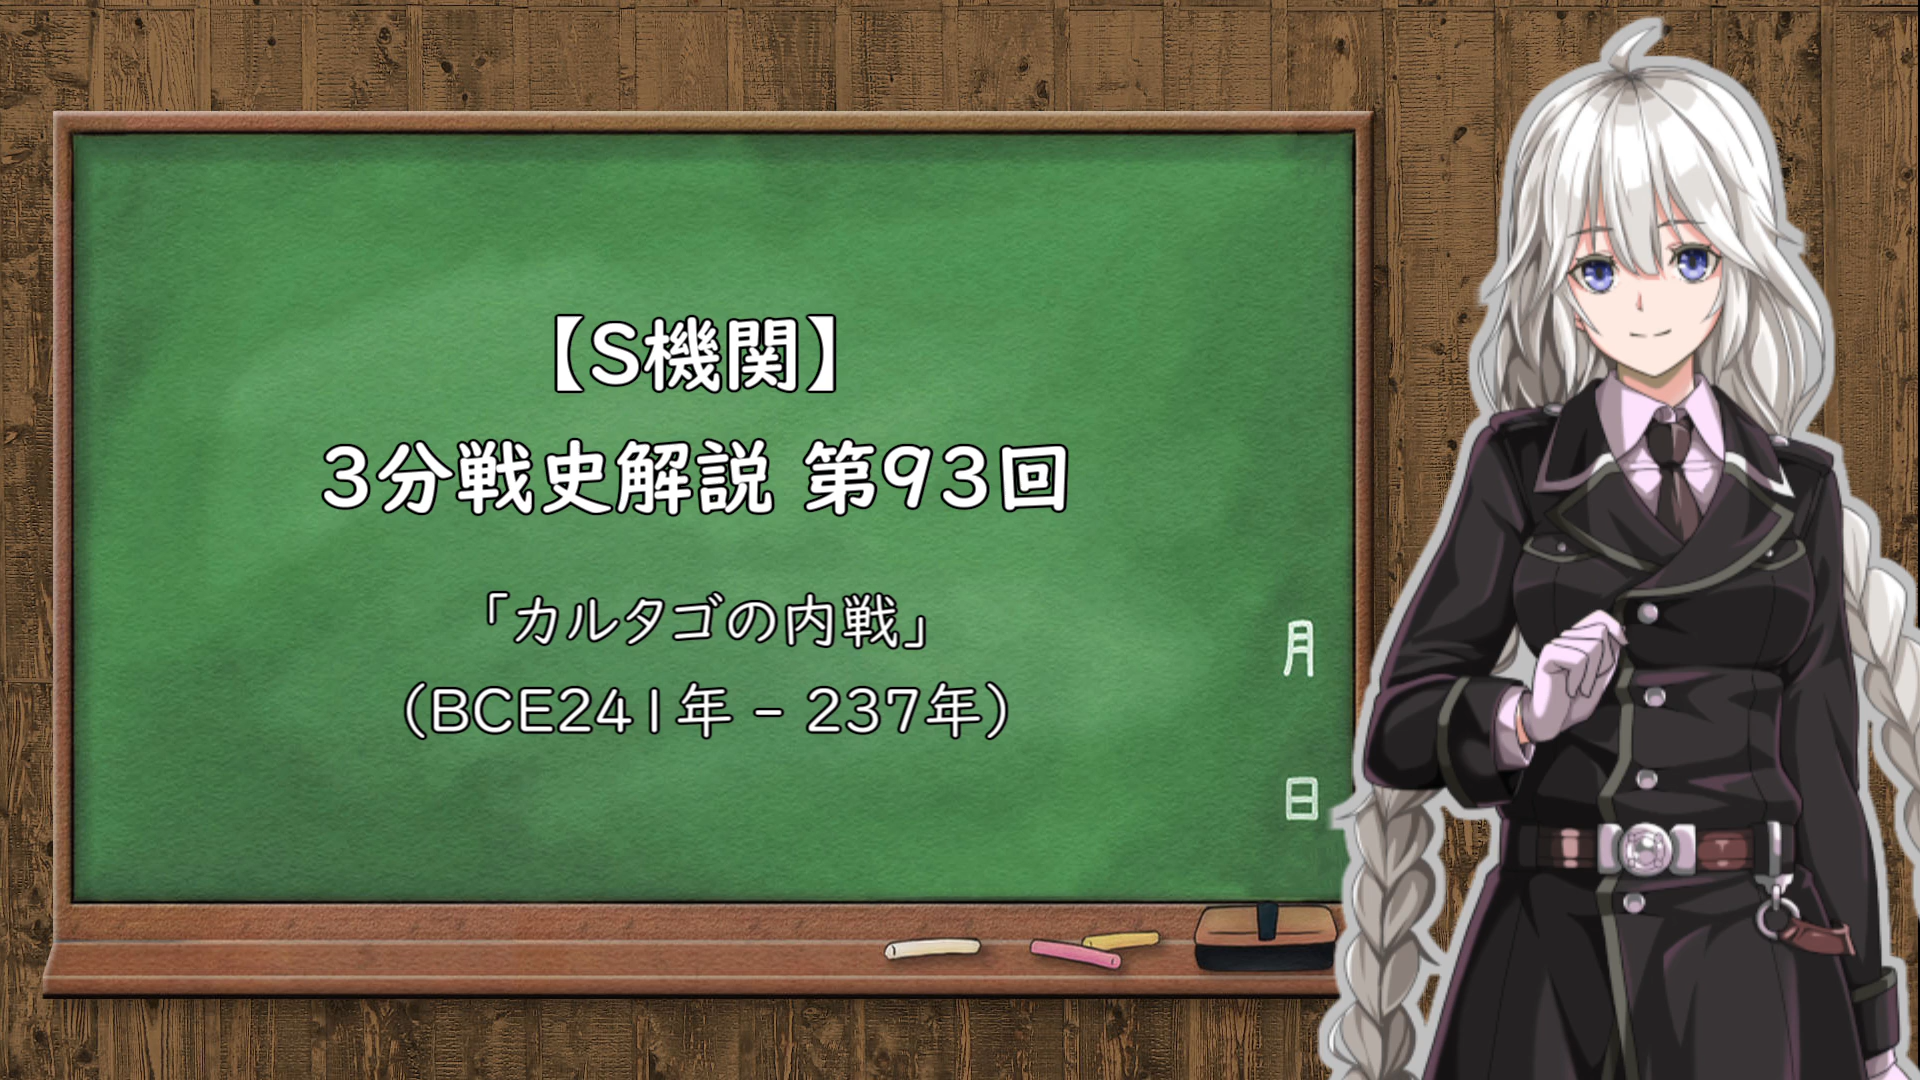 【S機関】
3分戦史解説 第93回
「カルタゴの内戦」
（BCE241年 − 237年）
月
日